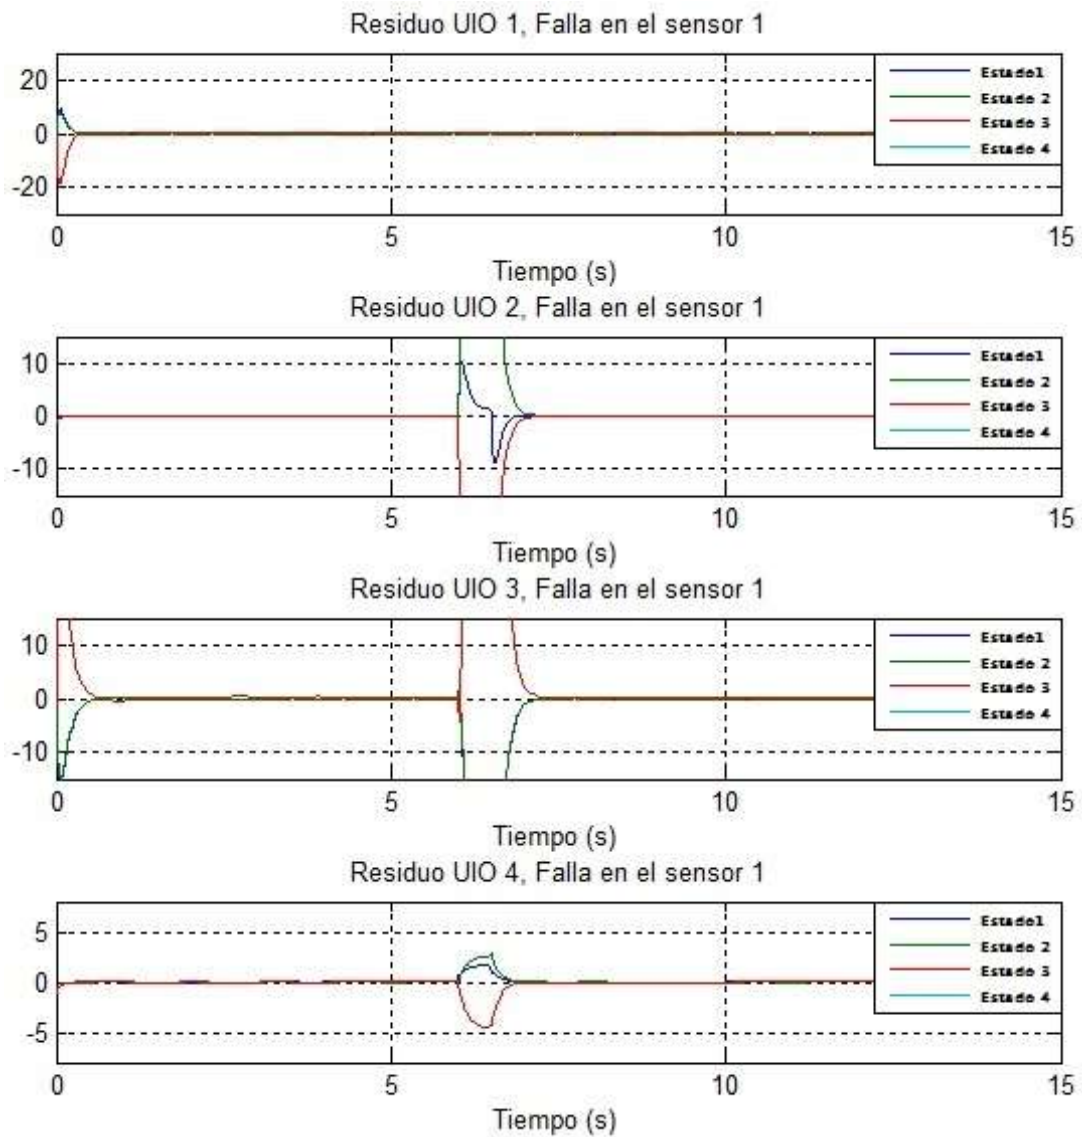 Residuo UIO 1, Falla en el sensor 1
20
0
-20
Estado1
Estado 2
Estado 3
Estado 4
0 5 10 15
Tiempo (s)
Residuo UIO 2, Falla en el sensor 1
10
0
-10
Estado1
Estado 2
Estado 3
Estado 4
0 5 10 15
Tiempo (s)
Residuo UIO 3, Falla en el sensor 1
10
0
-10
Estado1
Estado 2
Estado 3
Estado 4
0 5 10 15
Tiempo (s)
Residuo UIO 4, Falla en el sensor 1
5
0
-5
Estado1
Estado 2
Estado 3
Estado 4
0 5 10 15
Tiempo (s)